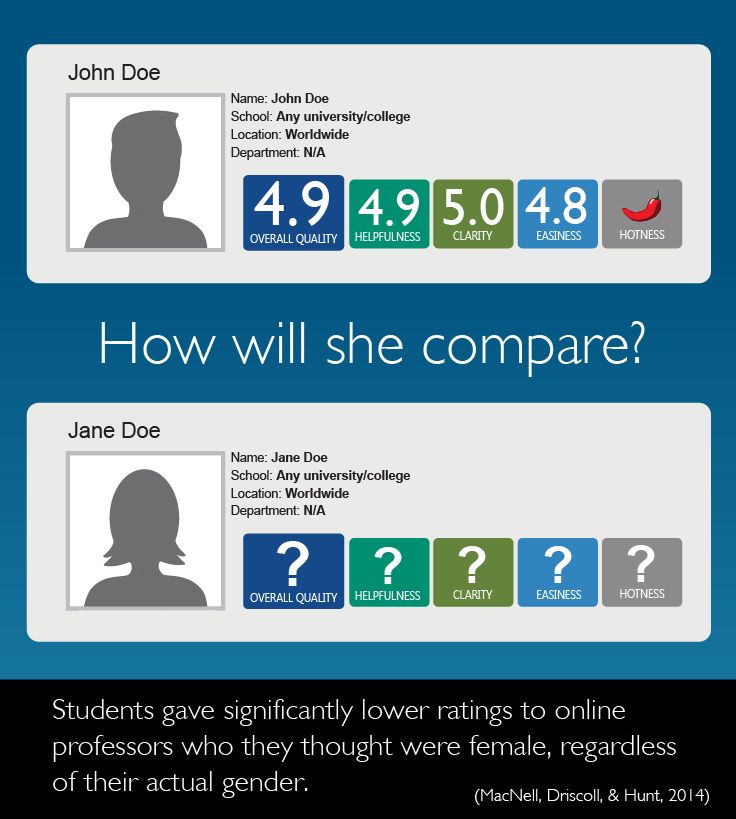 John Doe
Name: John Doe
School: Any university/college
Location: Worldwide
Department: N/A
4.9 4.9 5.0 4.8
OVERALL QUALITY HELPFULNESS CLARITY EASINESS HOTNESS
How will she compare?
Jane Doe
Name: Jane Doe
School: Any university/college
Location: Worldwide
Department: N/A
? ? ? ? ?
OVERALL QUALITY HELPFULNESS CLARITY EASINESS HOTNESS
Students gave significantly lower ratings to online
professors who they thought were female, regardless
of their actual gender.
(MacNell, Driscoll, & Hunt, 2014)